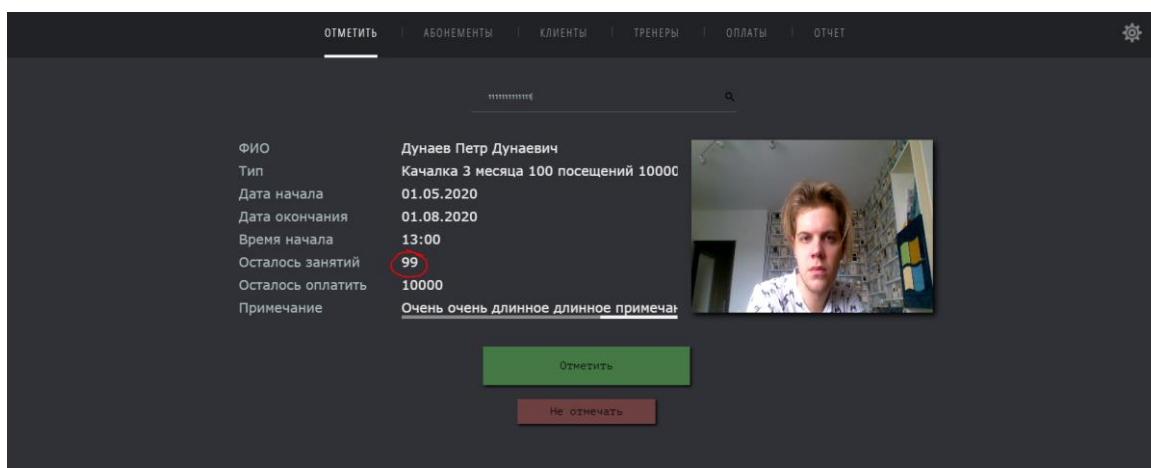 ОТМЕТИТЬ АБОНЕМЕНТЫ КЛИЕНТЫ ТРЕНЕРЫ ОПЛАТЫ ОТЧЕТ
ФИО Дунаев Петр Дунаевич
Тип Качалка 3 месяца 100 посещений 10000
Дата начала 01.05.2020
Дата окончания 01.08.2020
Время начала 13:00
Осталось занятий 99
Осталось оплатить 10000
Примечание Очень очень длинное длинное примечан
Отметить
Не отмечать